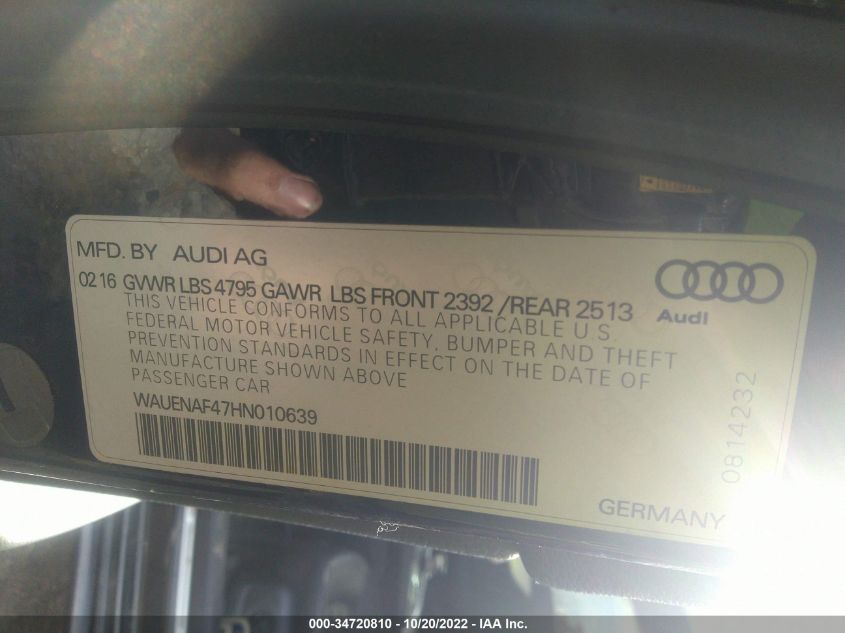 MFD. BY AUDI AG
02 16 GVWR LBS 4795 GAWR LBS FRONT 2392 /REAR 2513
THIS VEHICLE CONFORMS TO ALL APPLICABLE U.S
FEDERAL MOTOR VEHICLE SAFETY, BUMPER AND THEFT
PREVENTION STANDARDS IN EFFECT ON THE DATE OF
MANUFACTURE SHOWN ABOVE
PASSENGER CAR
WAUENAF47HN010639
Audi
0814232
GERMANY
000-34720810 - 10/20/2022 - IAA Inc.